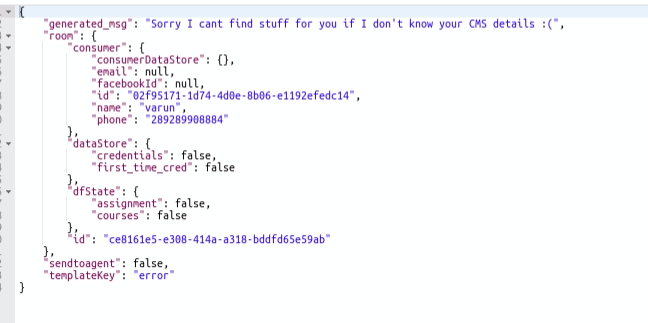 {
"generated_msg": "Sorry I cant find stuff for you if I don't know your CMS details :(",
"room": {
"consumer": {
"consumerDataStore": {},
"email": null,
"facebookId": null,
"id": "02f95171-1d74-4d0e-8b06-e1192efedc14",
"name": "varun",
"phone": "289289908884"
},
"dataStore": {
"credentials": false,
"first_time_cred": false
},
"dfState": {
"assignment": false,
"courses": false
},
"id": "ce8161e5-e308-414a-a318-bddfd65e59ab"
},
"sendtoagent": false,
"templateKey": "error"
}